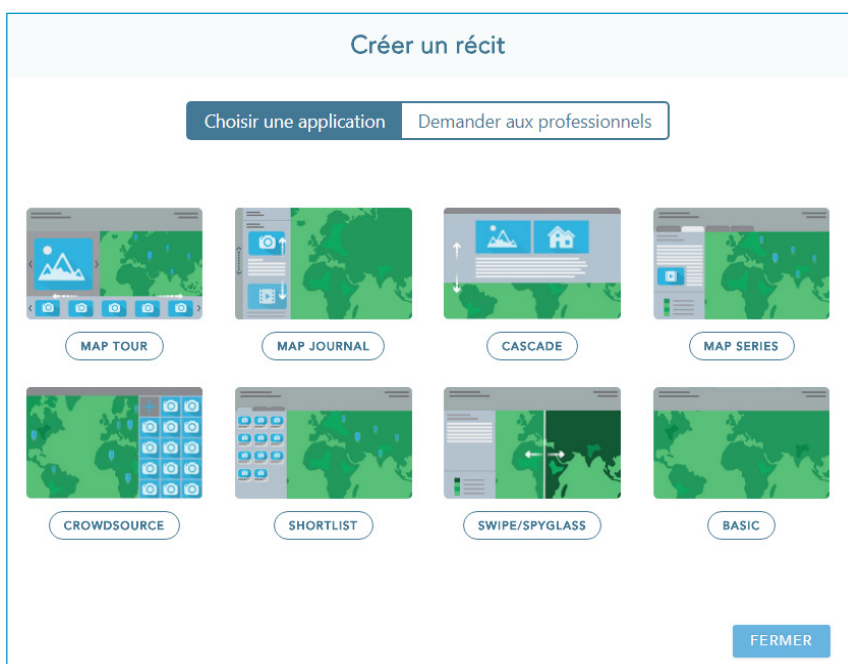 Créer un récit
Choisir une application Demander aux professionnels
MAP TOUR MAP JOURNAL CASCADE MAP SERIES
CROWDSOURCE SHORTLIST SWIPE/SPYGLASS BASIC
FERMER